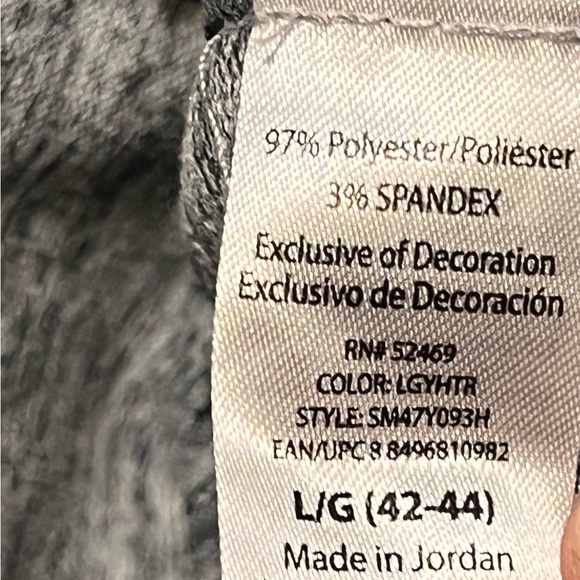 97% Polyester/Poliéster
3% SPANDEX
Exclusive of Decoration
Exclusivo de Decoración
RN# 52469
COLOR: LGYHTR
STYLE: SM47Y093H
EAN/UPC 8 8496810982
L/G (42-44)
Made in Jordan